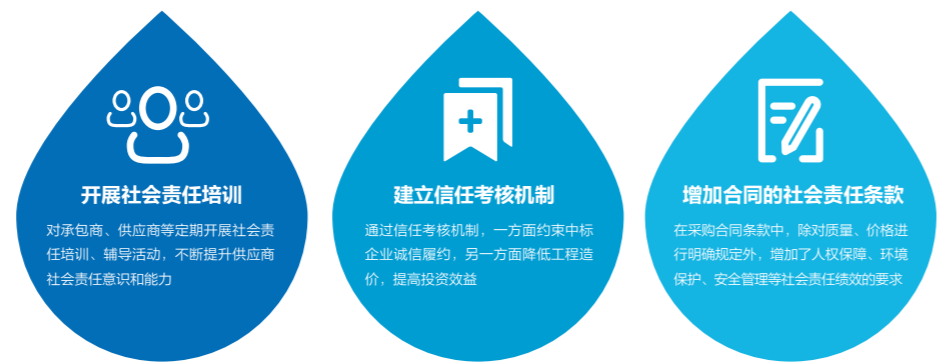 开展社会责任培训
对承包商、供应商等定期开展社会责
任培训、辅导活动，不断提升供应商
社会责任意识和能力
建立信任考核机制
通过信任考核机制，一方面约束中标
企业诚信履约，另一方面降低工程造
价，提高投资效益
增加合同的社会责任条款
在采购合同条款中，除对质量、价格进
行明确规定外，增加了人权保障、环境
保护、安全管理等社会责任绩效的要求